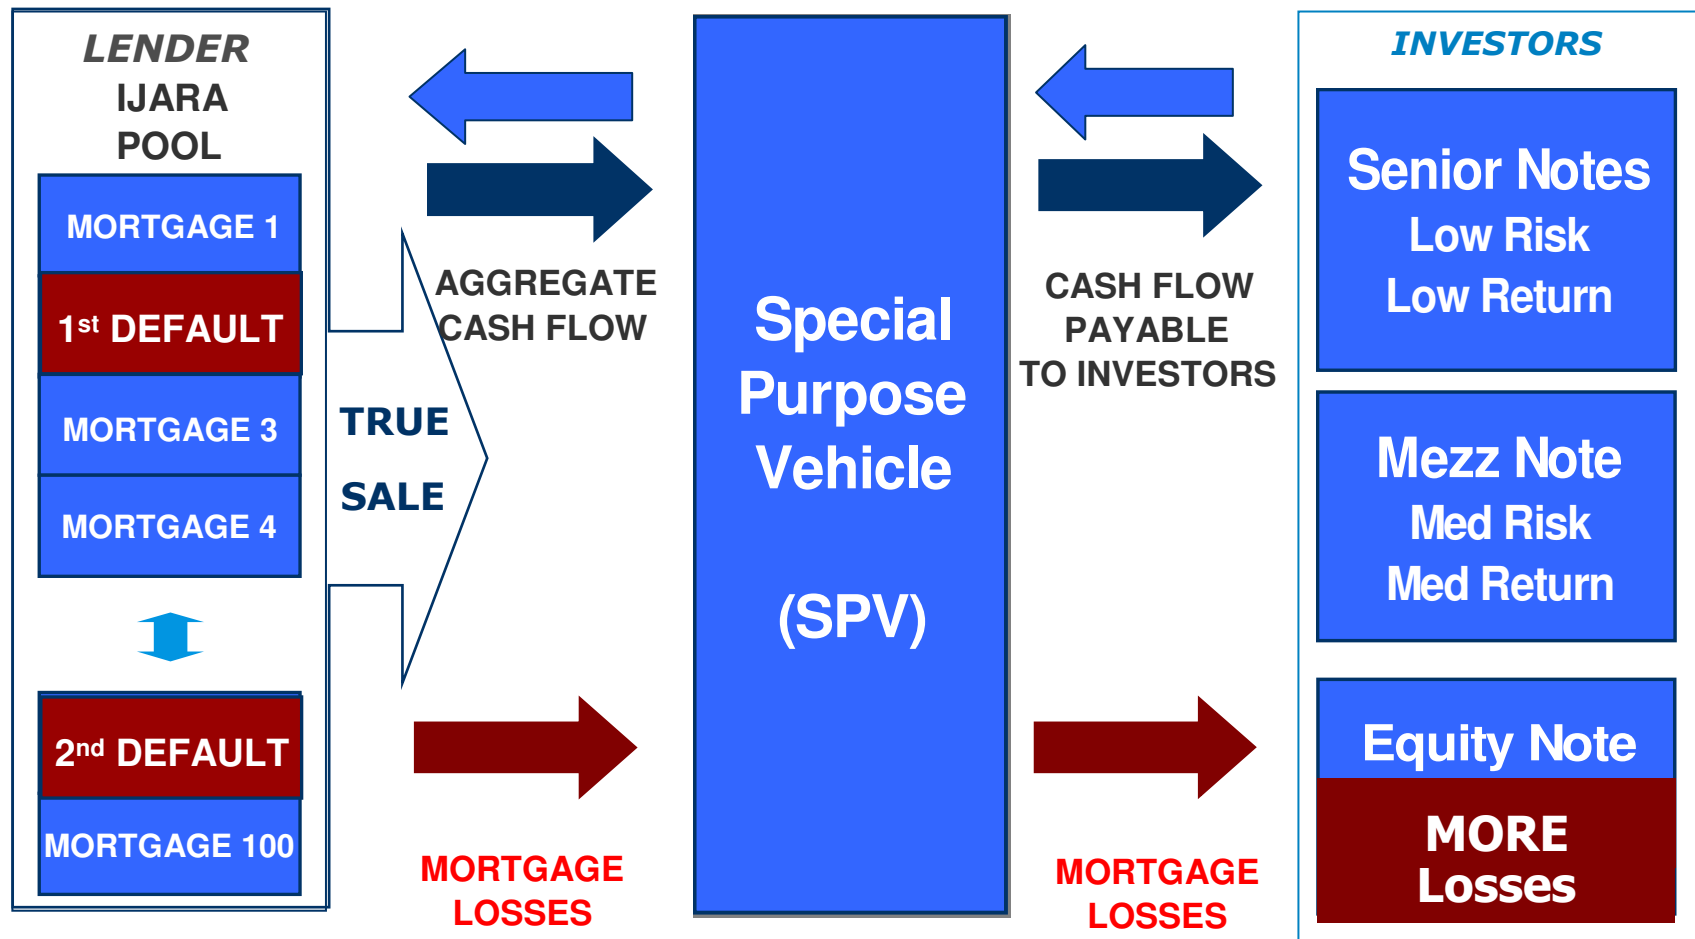 LENDER
IJARA
POOL
MORTGAGE 1
1st DEFAULT
MORTGAGE 3
MORTGAGE 4
2nd DEFAULT
MORTGAGE 100
TRUE
SALE
AGGREGATE
CASH FLOW
MORTGAGE
LOSSES
Special
Purpose
Vehicle
(SPV)
CASH FLOW
PAYABLE
TO INVESTORS
MORTGAGE
LOSSES
INVESTORS
Senior Notes
Low Risk
Low Return
Mezz Note
Med Risk
Med Return
Equity Note
MORE
Losses